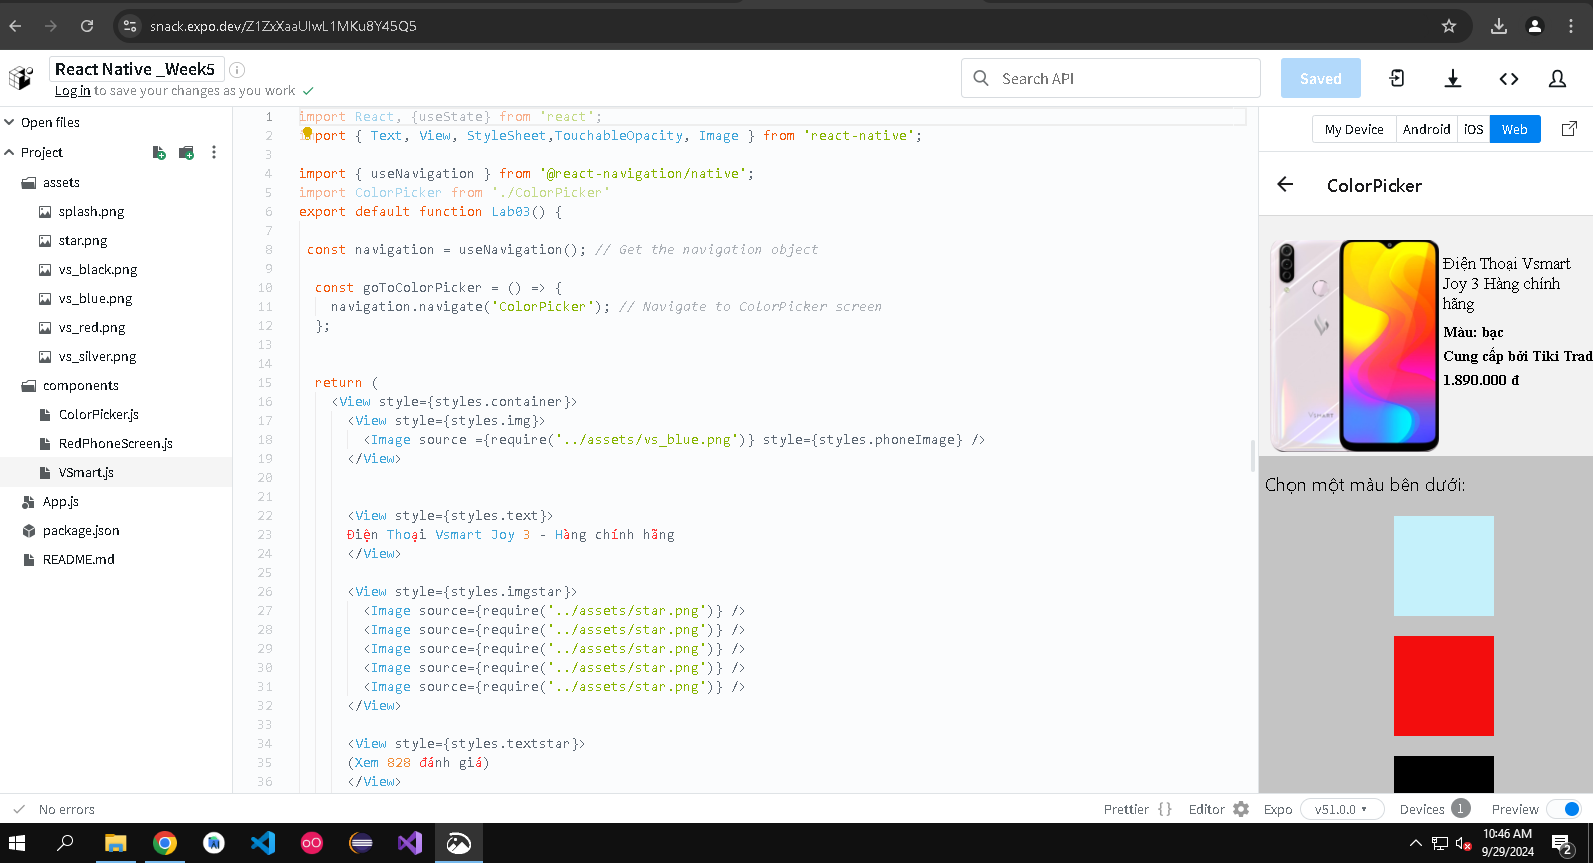 snack.expo.dev/Z1ZxXaaUIwL1MKu8Y45Q5
React Native _Week5
Log in to save your changes as you work
Search API
Saved
Open files
Project
assets
splash.png
star.png
vs_black.png
vs_blue.png
vs_red.png
vs_silver.png
components
ColorPicker.js
RedPhoneScreen.js
VSmart.js
App.js
package.json
README.md
1 import React, {useState} from 'react';
2 import { Text, View, StyleSheet,TouchableOpacity, Image } from 'react-native';
3
4 import { useNavigation } from '@react-navigation/native';
5 import ColorPicker from './ColorPicker'
6 export default function Lab03() {
7
8 const navigation = useNavigation(); // Get the navigation object
9
10 const goToColorPicker = () => {
11 navigation.navigate('ColorPicker'); // Navigate to ColorPicker screen
12 };
13
14
15 return (
16 <View style={styles.container}>
17 <View style={styles.img}>
18 <Image source ={require('../assets/vs_blue.png')} style={styles.phoneImage} />
19 </View>
20
21
22 <View style={styles.text}>
23 Điện Thoại Vsmart Joy 3 - Hàng chính hãng
24 </View>
25
26 <View style={styles.imgstar}>
27 <Image source={require('../assets/star.png')} />
28 <Image source={require('../assets/star.png')} />
29 <Image source={require('../assets/star.png')} />
30 <Image source={require('../assets/star.png')} />
31 <Image source={require('../assets/star.png')} />
32 </View>
33
34 <View style={styles.textstar}>
35 (Xem 828 đánh giá)
36 </View>
My Device Android iOS Web
ColorPicker
VSMART
Điện Thoại Vsmart
Joy 3 Hàng chính
hãng
Màu: bạc
Cung cấp bởi Tiki Trad
1.890.000 đ
Chọn một màu bên dưới:
No errors
Prettier {} Editor Expo v51.0.0 Devices 1 Preview
10:46 AM
9/29/2024
2